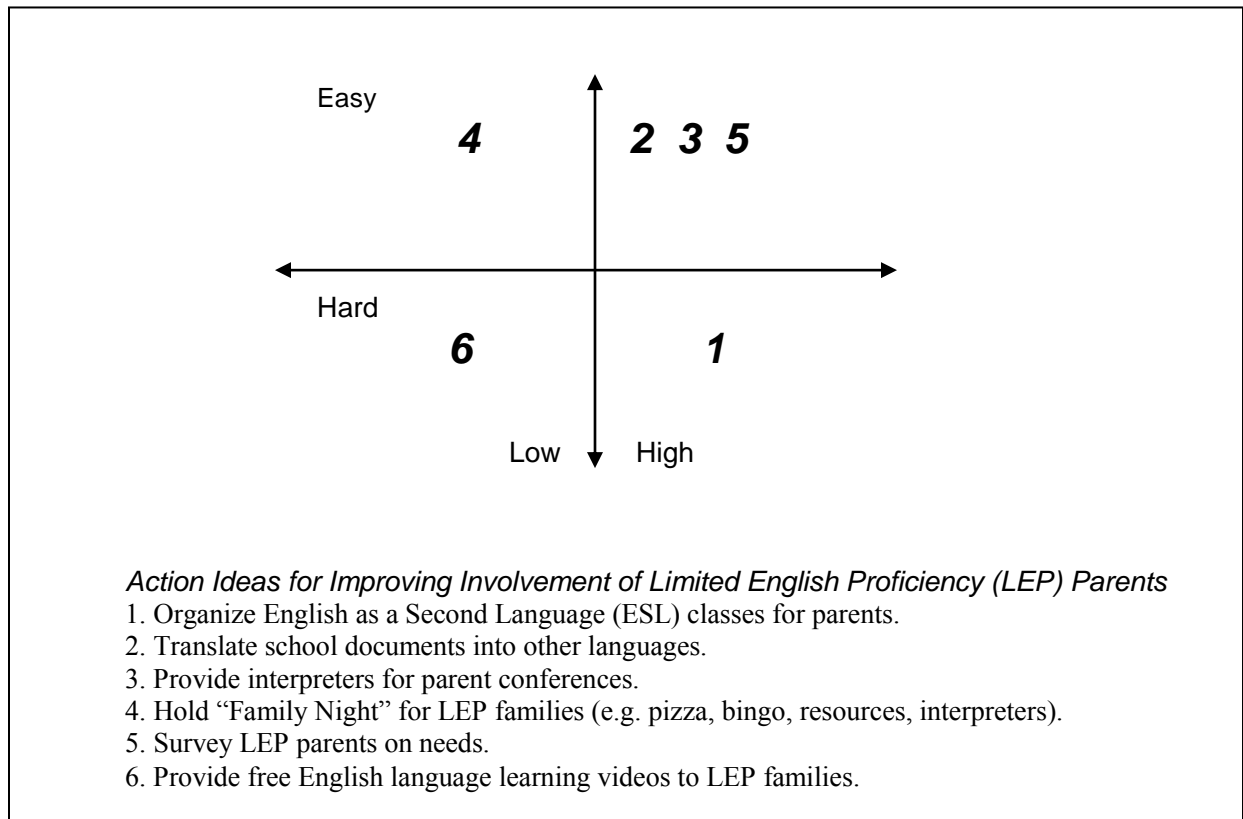 Easy
4 2 3 5
Hard
6 1
Low High
Action Ideas for Improving Involvement of Limited English Proficiency (LEP) Parents
1. Organize English as a Second Language (ESL) classes for parents.
2. Translate school documents into other languages.
3. Provide interpreters for parent conferences.
4. Hold “Family Night” for LEP families (e.g. pizza, bingo, resources, interpreters).
5. Survey LEP parents on needs.
6. Provide free English language learning videos to LEP families.